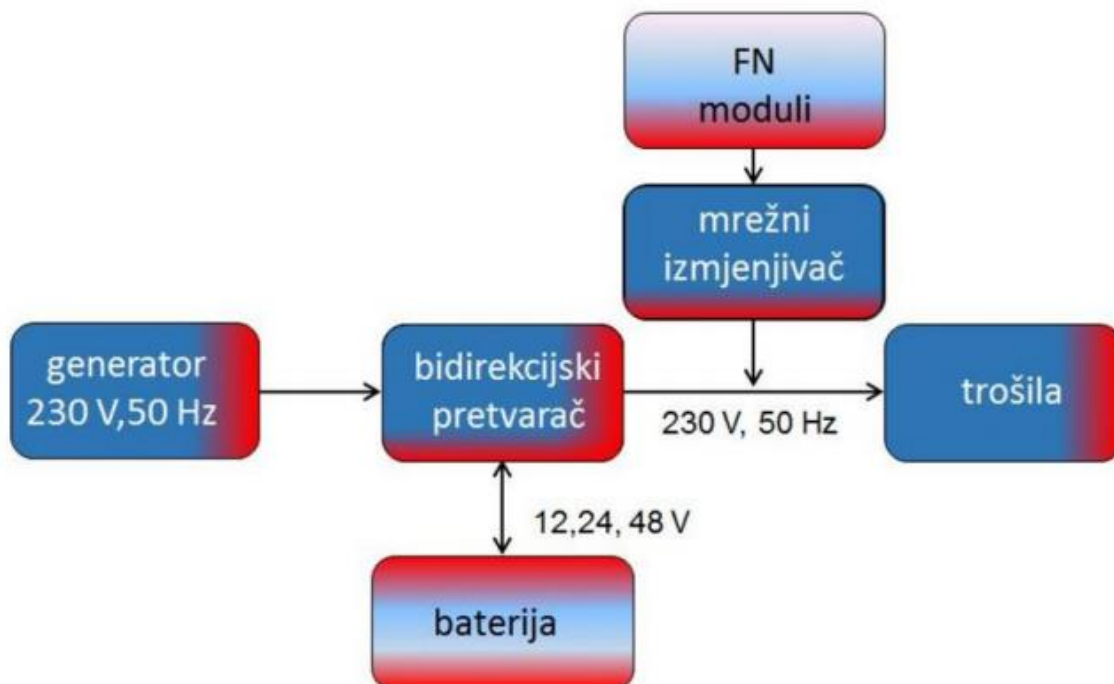 FN
moduli
mrežni
izmjenjivač
generator
230 V,50 Hz
bidirekcijski
pretvarač
230 V, 50 Hz
trošila
12,24, 48 V
baterija